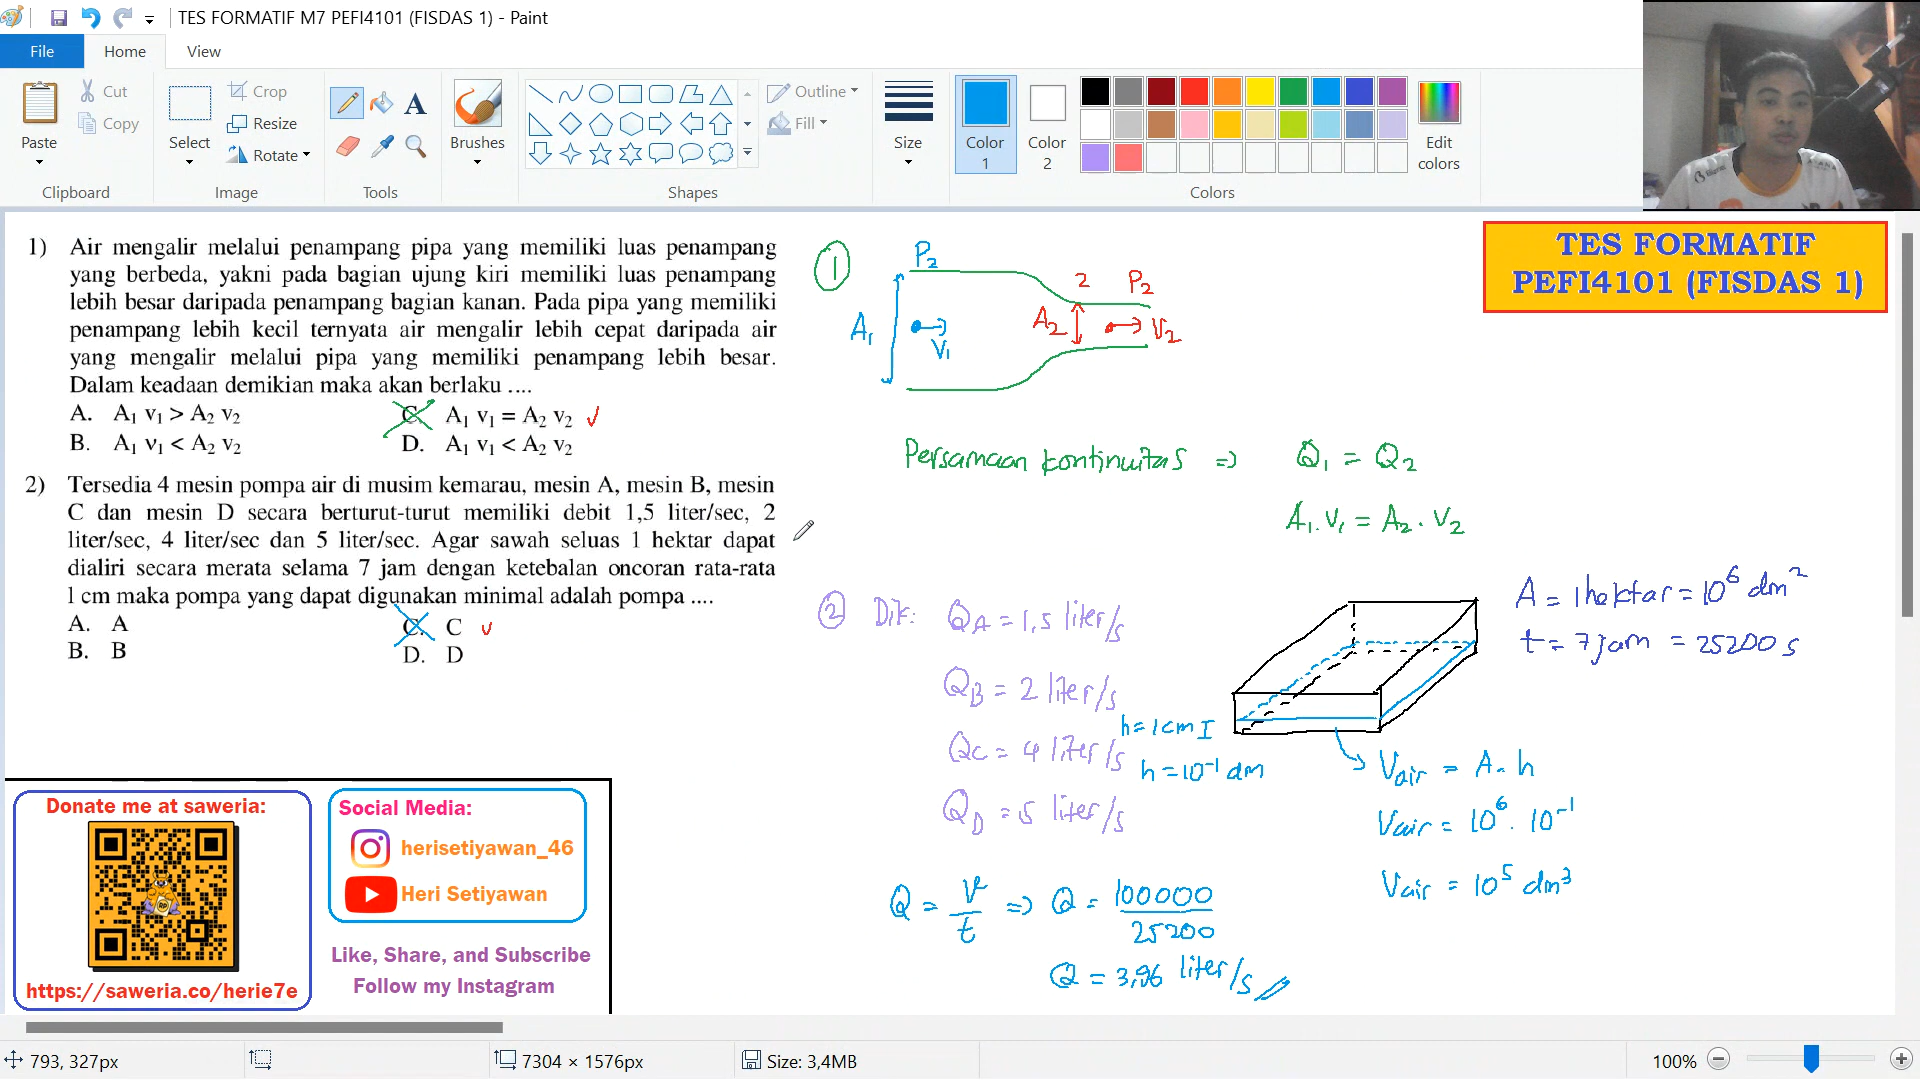 TES FORMATIF M7 PEFI4101 (FISDAS 1) - Paint
File
Home
View
Paste
Cut
Copy
Clipboard
Select
Crop
Resize
Rotate
Image
Tools
Brushes
Shapes
Outline
Fill
Size
Color 1
Color 2
Edit colors
Colors
TES FORMATIF
PEFI4101 (FISDAS 1)
1) Air mengalir melalui penampang pipa yang memiliki luas penampang
yang berbeda, yakni pada bagian ujung kiri memiliki luas penampang
lebih besar daripada penampang bagian kanan. Pada pipa yang memiliki
penampang lebih kecil ternyata air mengalir lebih cepat daripada air
yang mengalir melalui pipa yang memiliki penampang lebih besar.
Dalam keadaan demikian maka akan berlaku ....
A. A₁ v₁ > A₂ v₂
C. A₁ v₁ = A₂ v₂ ✓
B. A₁ v₁ < A₂ v₂
D. A₁ v₁ < A₂ v₂
2) Tersedia 4 mesin pompa air di musim kemarau, mesin A, mesin B, mesin
C dan mesin D secara berturut-turut memiliki debit 1,5 liter/sec, 2
liter/sec, 4 liter/sec dan 5 liter/sec. Agar sawah seluas 1 hektar dapat
dialiri secara merata selama 7 jam dengan ketebalan oncoran rata-rata
1 cm maka pompa yang dapat digunakan minimal adalah pompa ....
A. A
C. C ✓
B. B
D. D
1
P₂
2
P₂
A₁
V₁
A₂
V₂
Persamaan kontinuitas ⇒ Q₁ = Q₂
A₁.V₁ = A₂.V₂
2 Dik: QA = 1,5 liter/s
QB = 2 liter/s
QC = 4 liter/s
QD = 5 liter/s
h = 1 cm
h = 10⁻¹ dm
A = 1 hektar = 10⁶ dm²
t = 7 jam = 25200 s
Vair = A.h
Vair = 10⁶ . 10⁻¹
Vair = 10⁵ dm³
Q = V/t ⇒ Q = 100000/25200
Q = 3,96 liter/s
Donate me at saweria:
https://saweria.co/herie7e
Social Media:
herisetiyawan_46
Heri Setiyawan
Like, Share, and Subscribe
Follow my Instagram
793, 327px
7304 × 1576px
Size: 3,4MB
100%